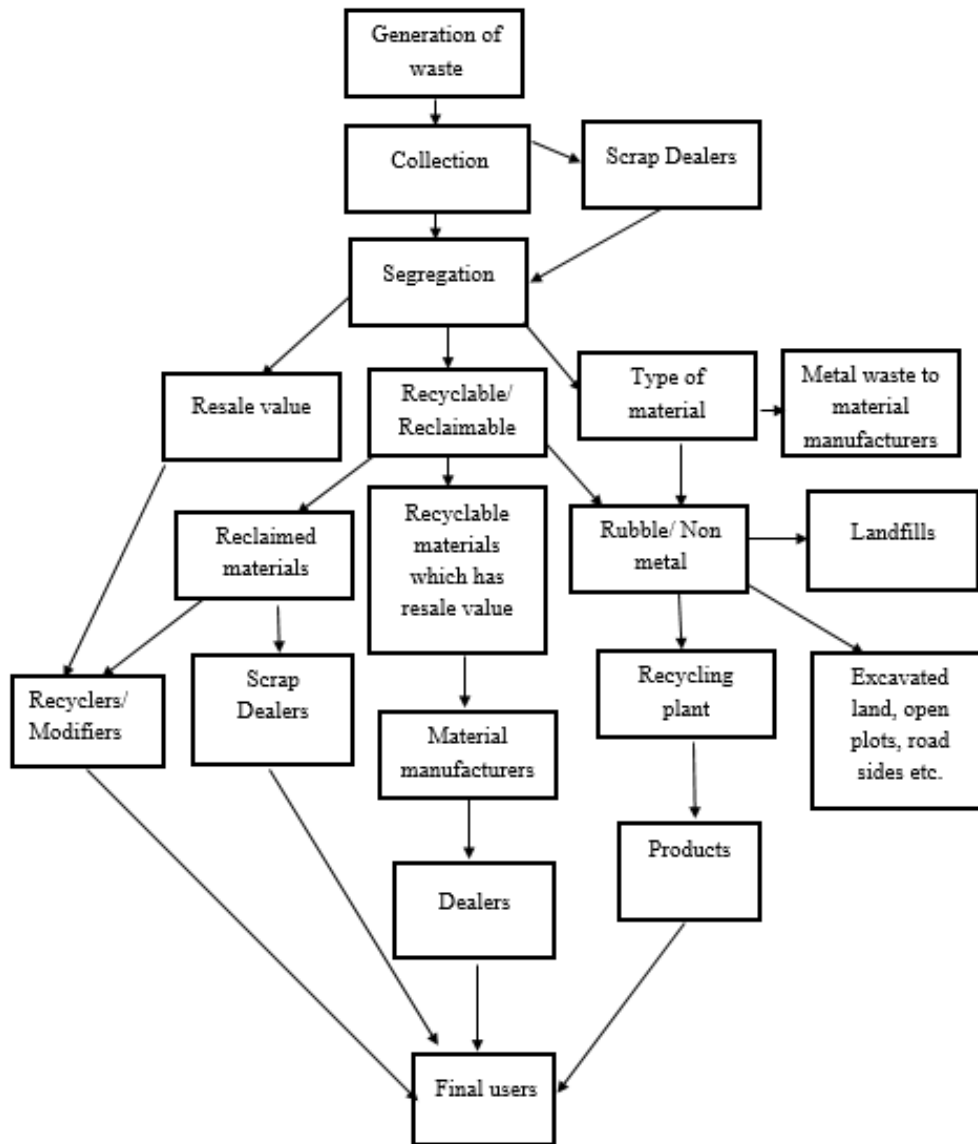 Generation of
waste
Collection
Scrap Dealers
Segregation
Resale value
Recyclable/
Reclaimable
Type of
material
Metal waste to
material
manufacturers
Reclaimed
materials
Recyclable
materials
which has
resale value
Rubble/ Non
metal
Landfills
Recyclers/
Modifiers
Scrap
Dealers
Material
manufacturers
Recycling
plant
Excavated
land, open
plots, road
sides etc.
Dealers
Products
Final users